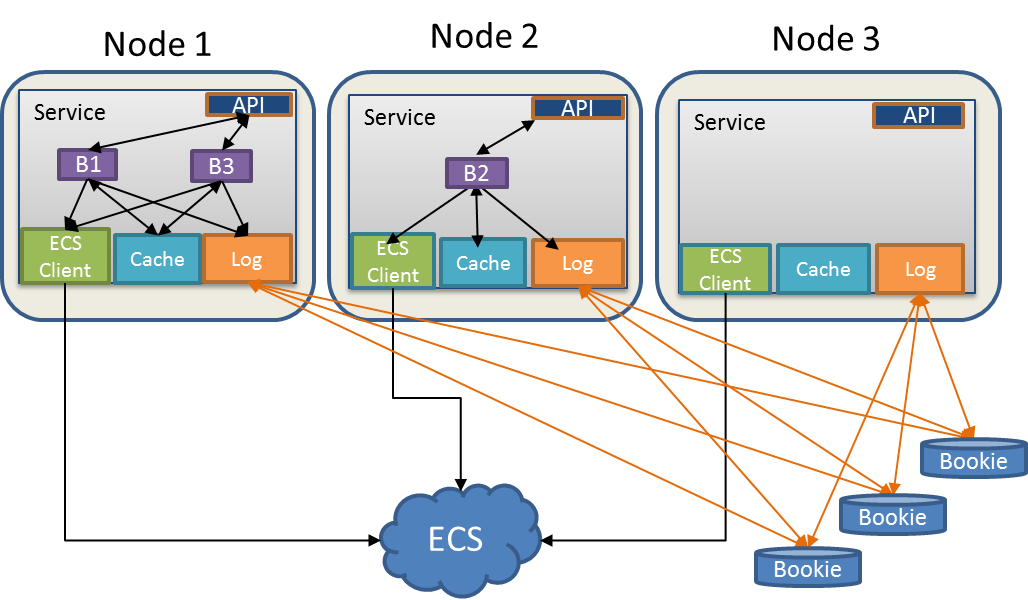 Node 1
Node 2
Node 3
Service
API
B1
B3
ECS
Client
Cache
Log
Service
API
B2
ECS
Client
Cache
Log
Service
API
ECS
Client
Cache
Log
ECS
Bookie
Bookie
Bookie